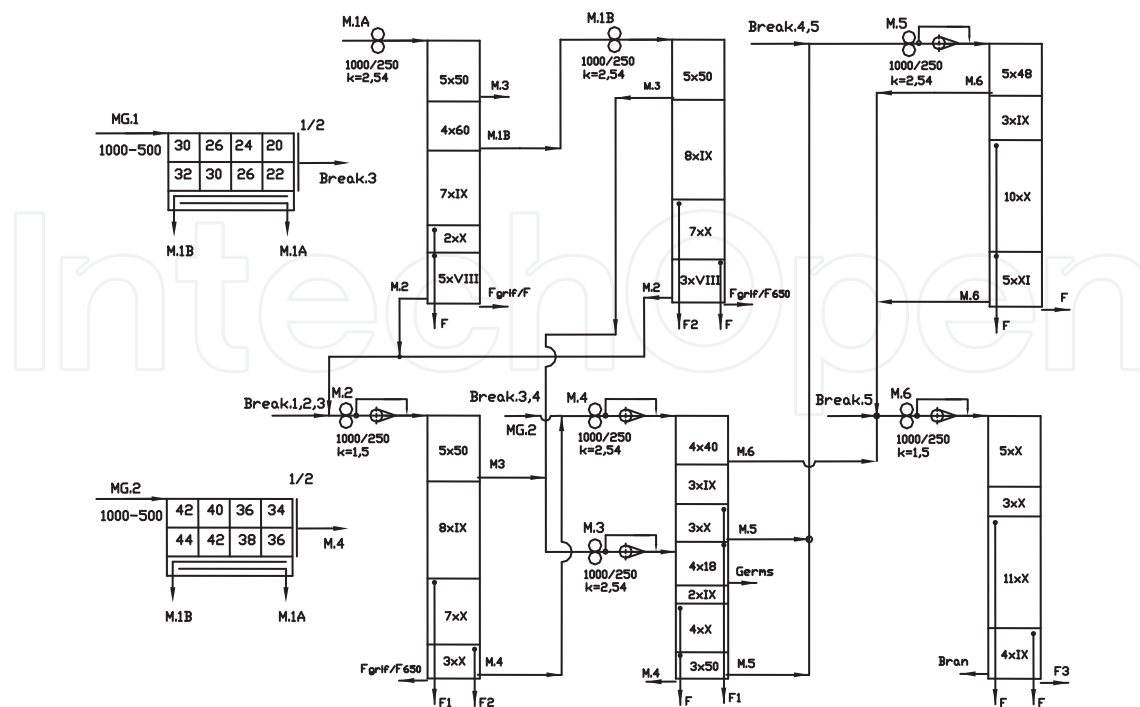 M.1A
1000/250
k=2,54
5x50
M.3
4x60
M.1B
7xIX
2xX
5xVIII
M.2
Fgrif/F
F
M.1B
1000/250
k=2,54
5x50
M.3
8xIX
7xX
3xVIII
M.2
Fgrif/F650
F2
F
Break.4,5
M.5
1000/250
k=2,54
5x48
M.6
3xIX
10xX
5xXI
M.6
F
F
MG.1
1000-500
1/2
30 26 24 20
32 30 26 22
Break.3
M.1B
M.1A
IntechOpen
Break.1,2,3
M.2
1000/250
k=1,5
5x50
M3
8xIX
7xX
3xX
M.4
Fgrif/F650
F1
F2
Break.3,4
MG.2
M.4
1000/250
k=2,54
4x40
M.6
3xIX
3xX
M.5
M.3
1000/250
k=2,54
4x18
Germs
2xIX
4xX
3x50
M.5
M.4
F
F1
Break.5
M.6
1000/250
k=1,5
5xX
3xX
11xX
4xIX
Bran
F3
F
F
MG.2
1000-500
1/2
42 40 36 34
44 42 38 36
M.4
M.1B
M.1A